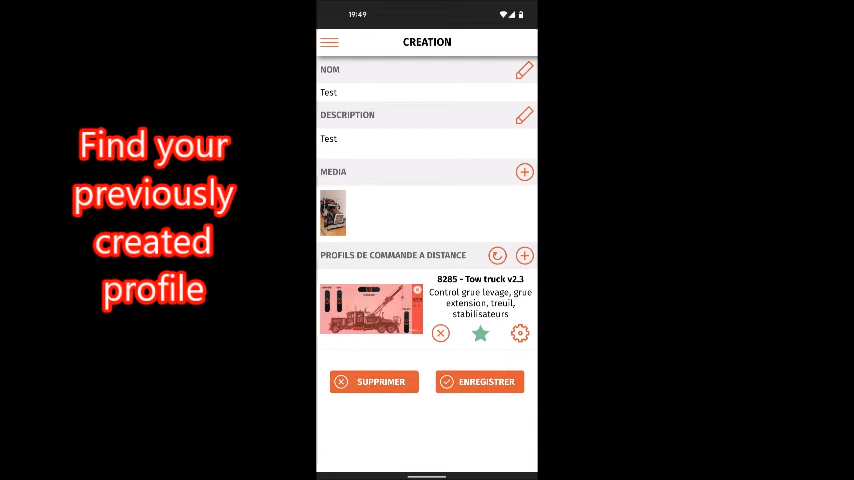 Find your
previously
created
profile
19:49
CREATION
NOM
Test
DESCRIPTION
Test
MEDIA
PROFILS DE COMMANDE A DISTANCE
8285 - Tow truck v2.3
Control grue levage, grue
extension, treuil,
stabilisateurs
SUPPRIMER
ENREGISTRER